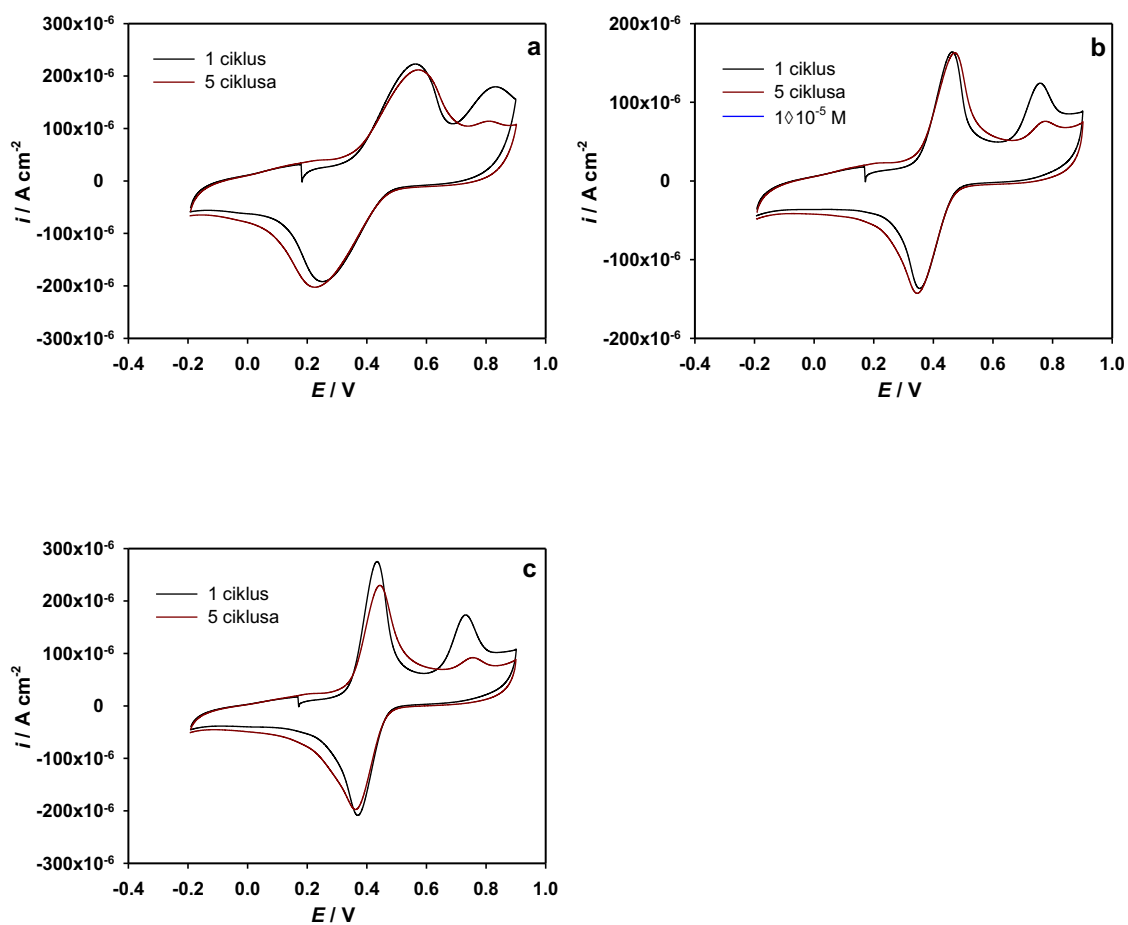 a
1 ciklus
5 ciklusa
300x10-6
200x10-6
100x10-6
0
-100x10-6
-200x10-6
-300x10-6
i / A cm-2
-0.4 -0.2 0.0 0.2 0.4 0.6 0.8 1.0
E / V
b
1 ciklus
5 ciklusa
1◊10-5 M
200x10-6
100x10-6
0
-100x10-6
-200x10-6
i / A cm-2
-0.4 -0.2 0.0 0.2 0.4 0.6 0.8 1.0
E / V
c
1 ciklus
5 ciklusa
300x10-6
200x10-6
100x10-6
0
-100x10-6
-200x10-6
-300x10-6
i / A cm-2
-0.4 -0.2 0.0 0.2 0.4 0.6 0.8 1.0
E / V